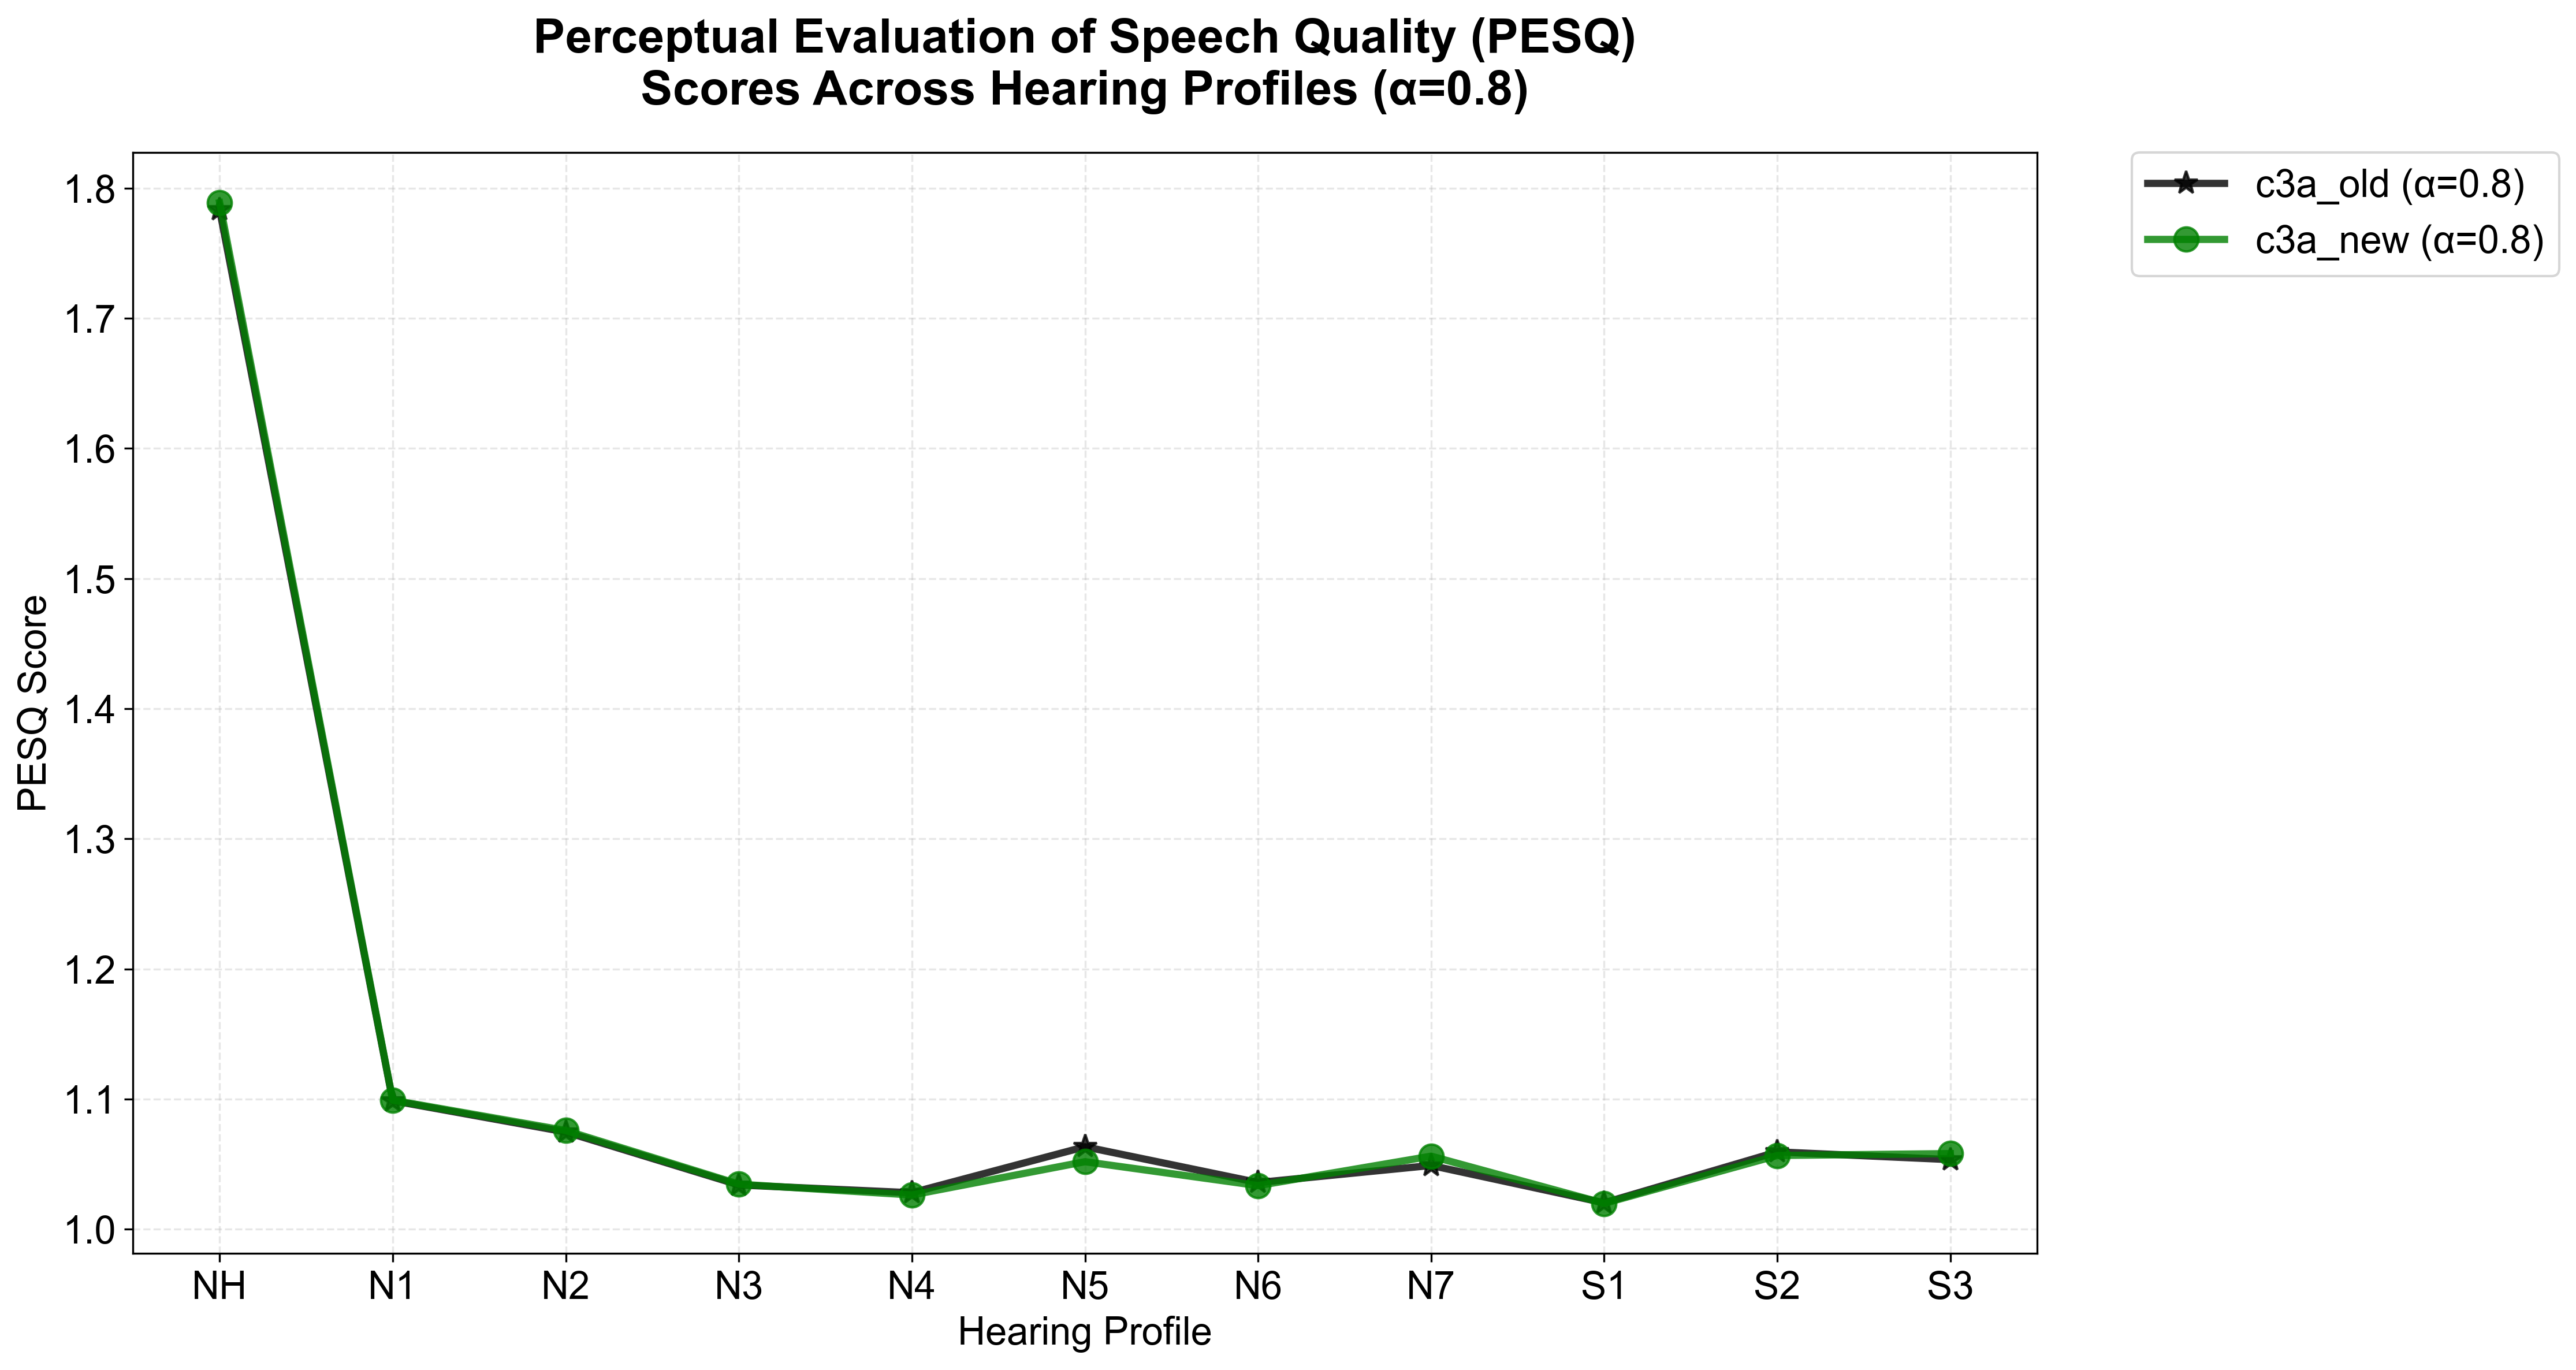 Perceptual Evaluation of Speech Quality (PESQ)
Scores Across Hearing Profiles (α=0.8)
c3a_old (α=0.8)
c3a_new (α=0.8)
PESQ Score
1.8
1.7
1.6
1.5
1.4
1.3
1.2
1.1
1.0
NH N1 N2 N3 N4 N5 N6 N7 S1 S2 S3
Hearing Profile